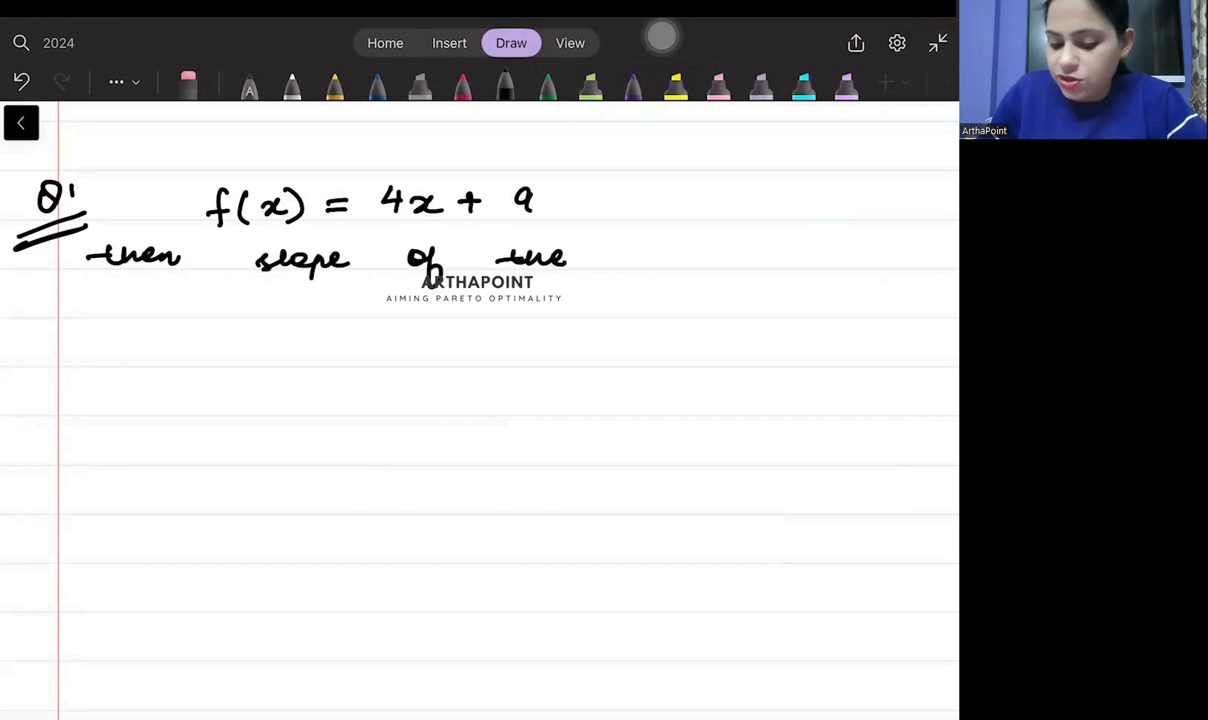 2024
Home Insert Draw View
A
Q1 f(x) = 4x + 9
then slope of the
ARTHAPOINT
AIMING PARETO OPTIMALITY
ArthaPoint